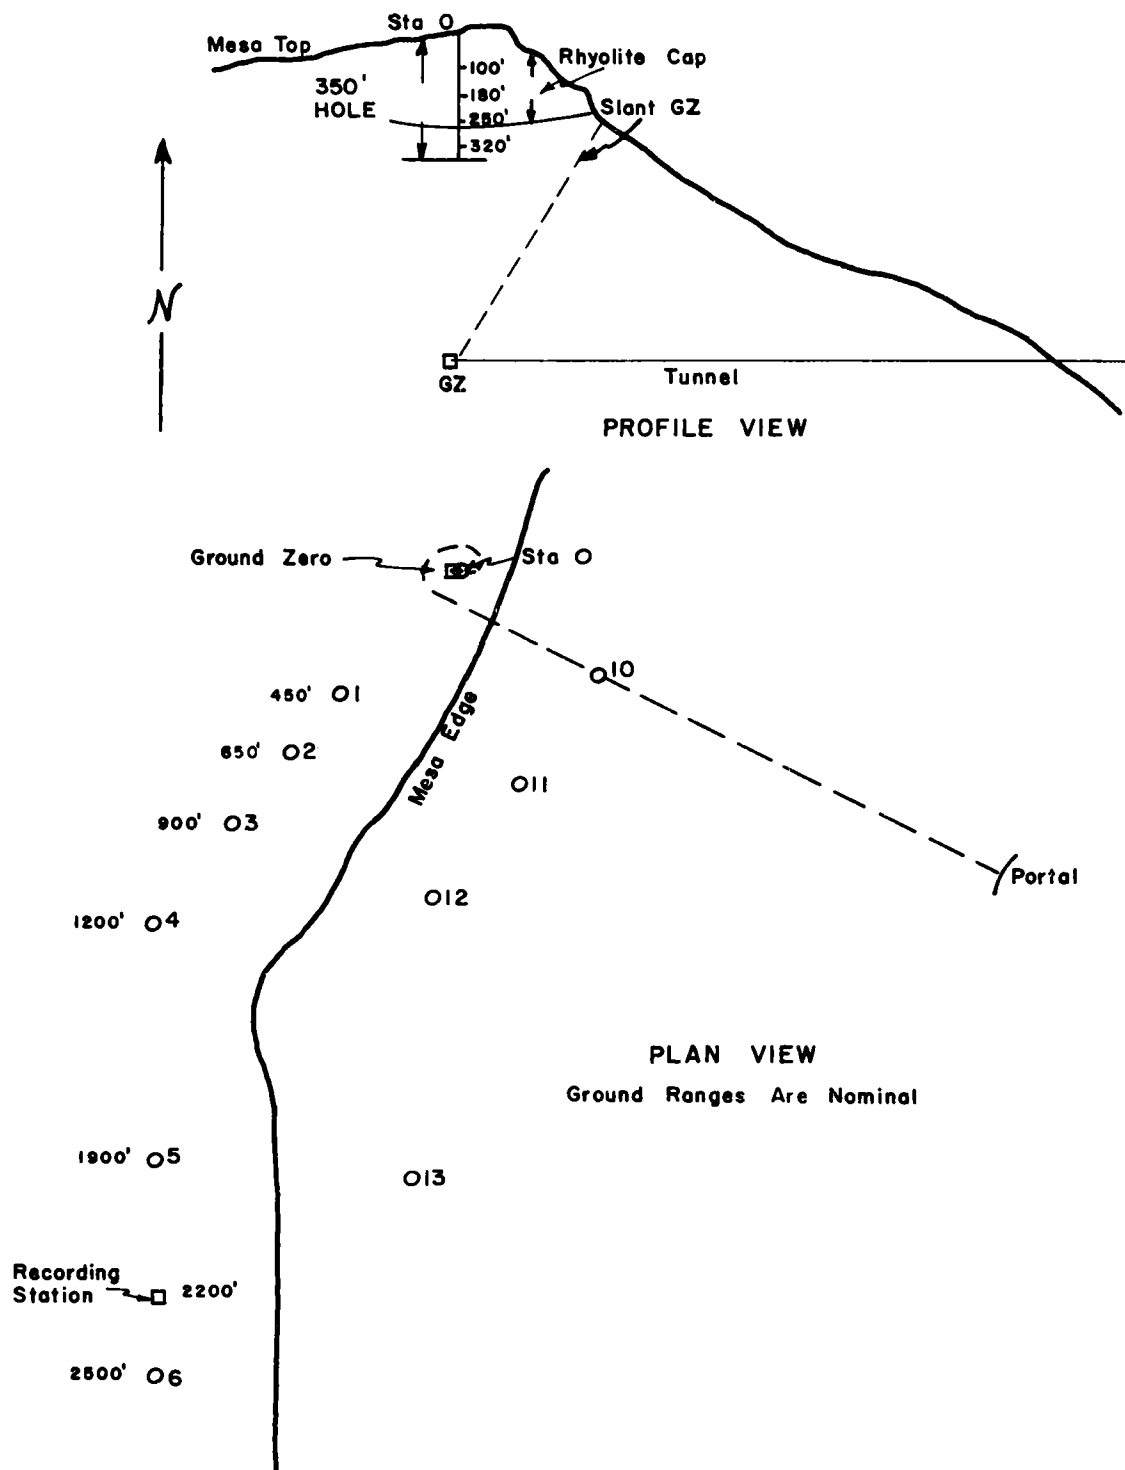 Sta 0
Mesa Top
Rhyolite Cap
100'
350'
HOLE
180'
Slant GZ
250'
320'
N
GZ
Tunnel
PROFILE VIEW
Ground Zero
Sta 0
10
450' 1
Mesa Edge
650' 2
11
900' 3
Portal
12
1200' 4
PLAN VIEW
Ground Ranges Are Nominal
1900' 5
13
Recording
Station
2200'
2500' 6